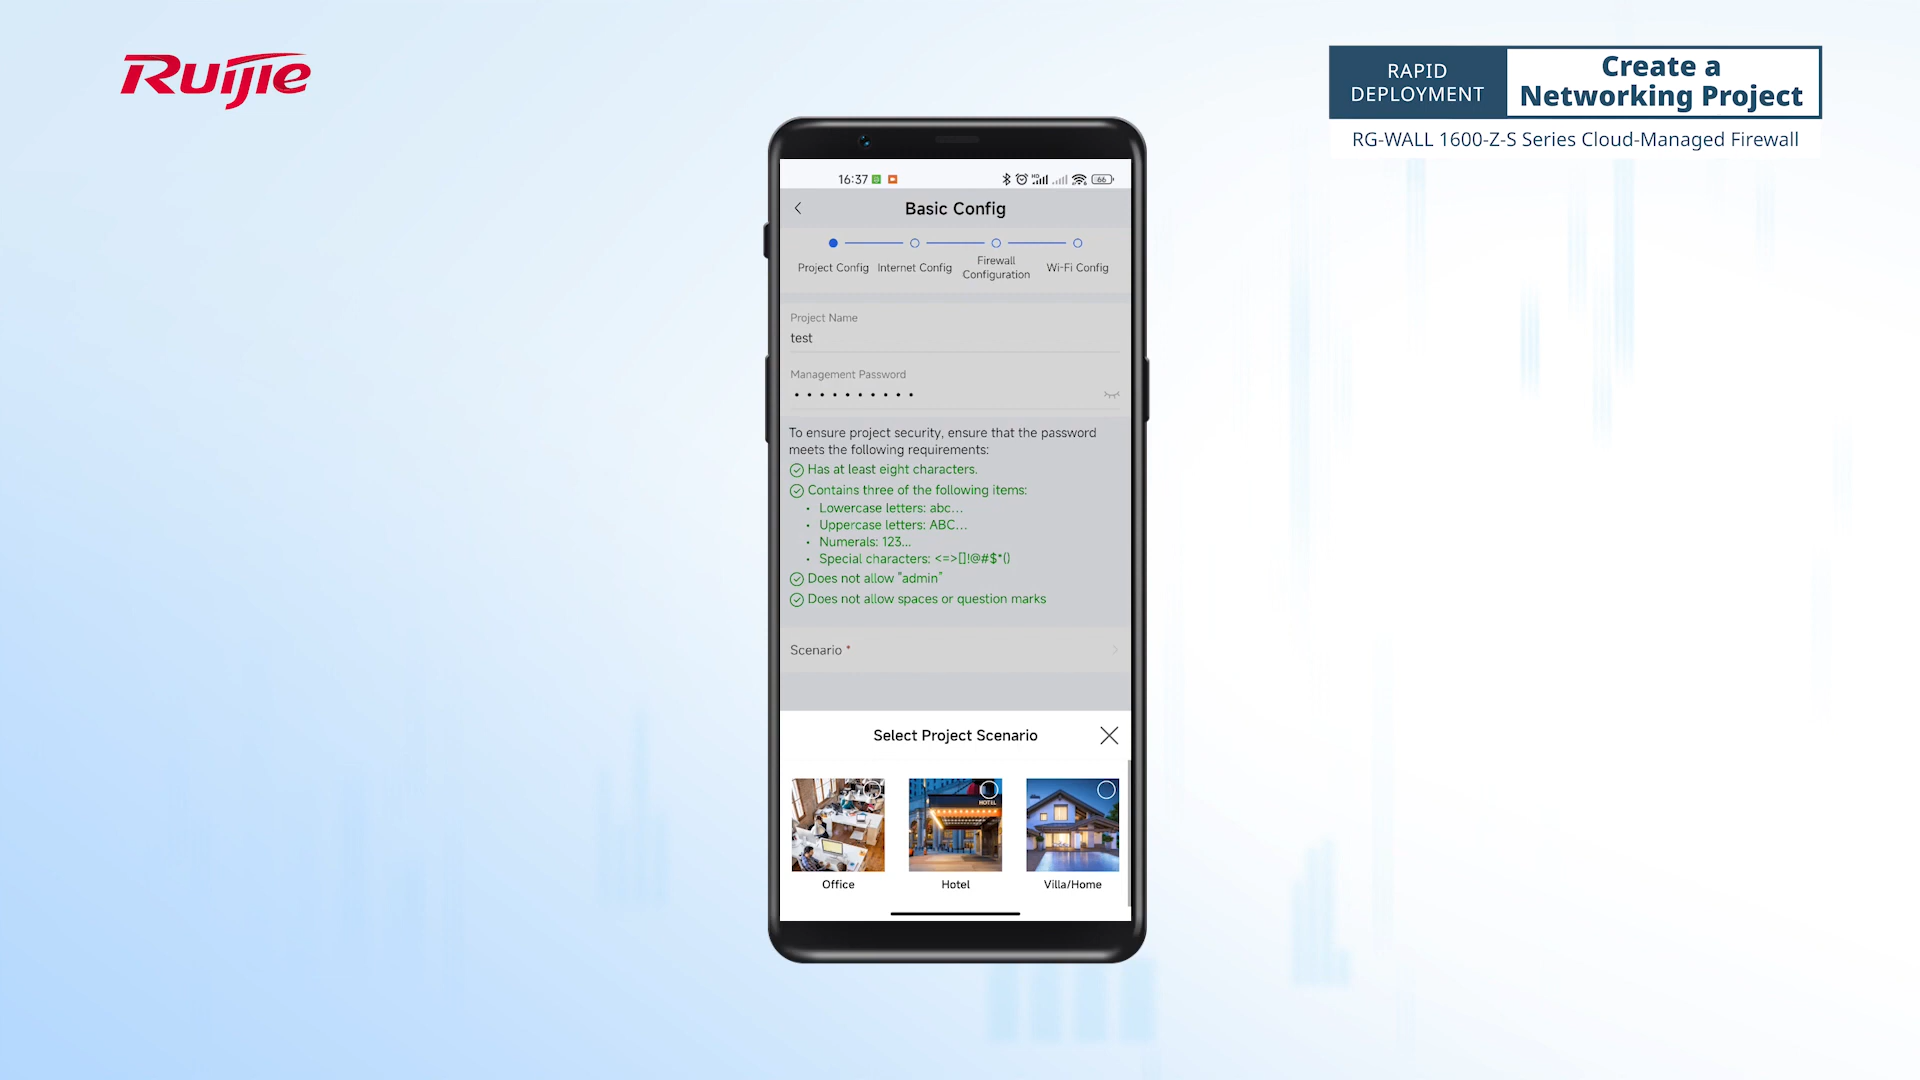 Ruijie
RAPID
DEPLOYMENT
Create a
Networking Project
RG-WALL 1600-Z-S Series Cloud-Managed Firewall
16:37
66
Basic Config
Project Config
Internet Config
Firewall
Configuration
Wi-Fi Config
Project Name
test
Management Password
To ensure project security, ensure that the password
meets the following requirements:
Has at least eight characters.
Contains three of the following items:
• Lowercase letters: abc...
• Uppercase letters: ABC...
• Numerals: 123...
• Special characters: <=>[]!@#$*()
Does not allow "admin"
Does not allow spaces or question marks
Scenario *
Select Project Scenario
HOTEL
Office
Hotel
Villa/Home